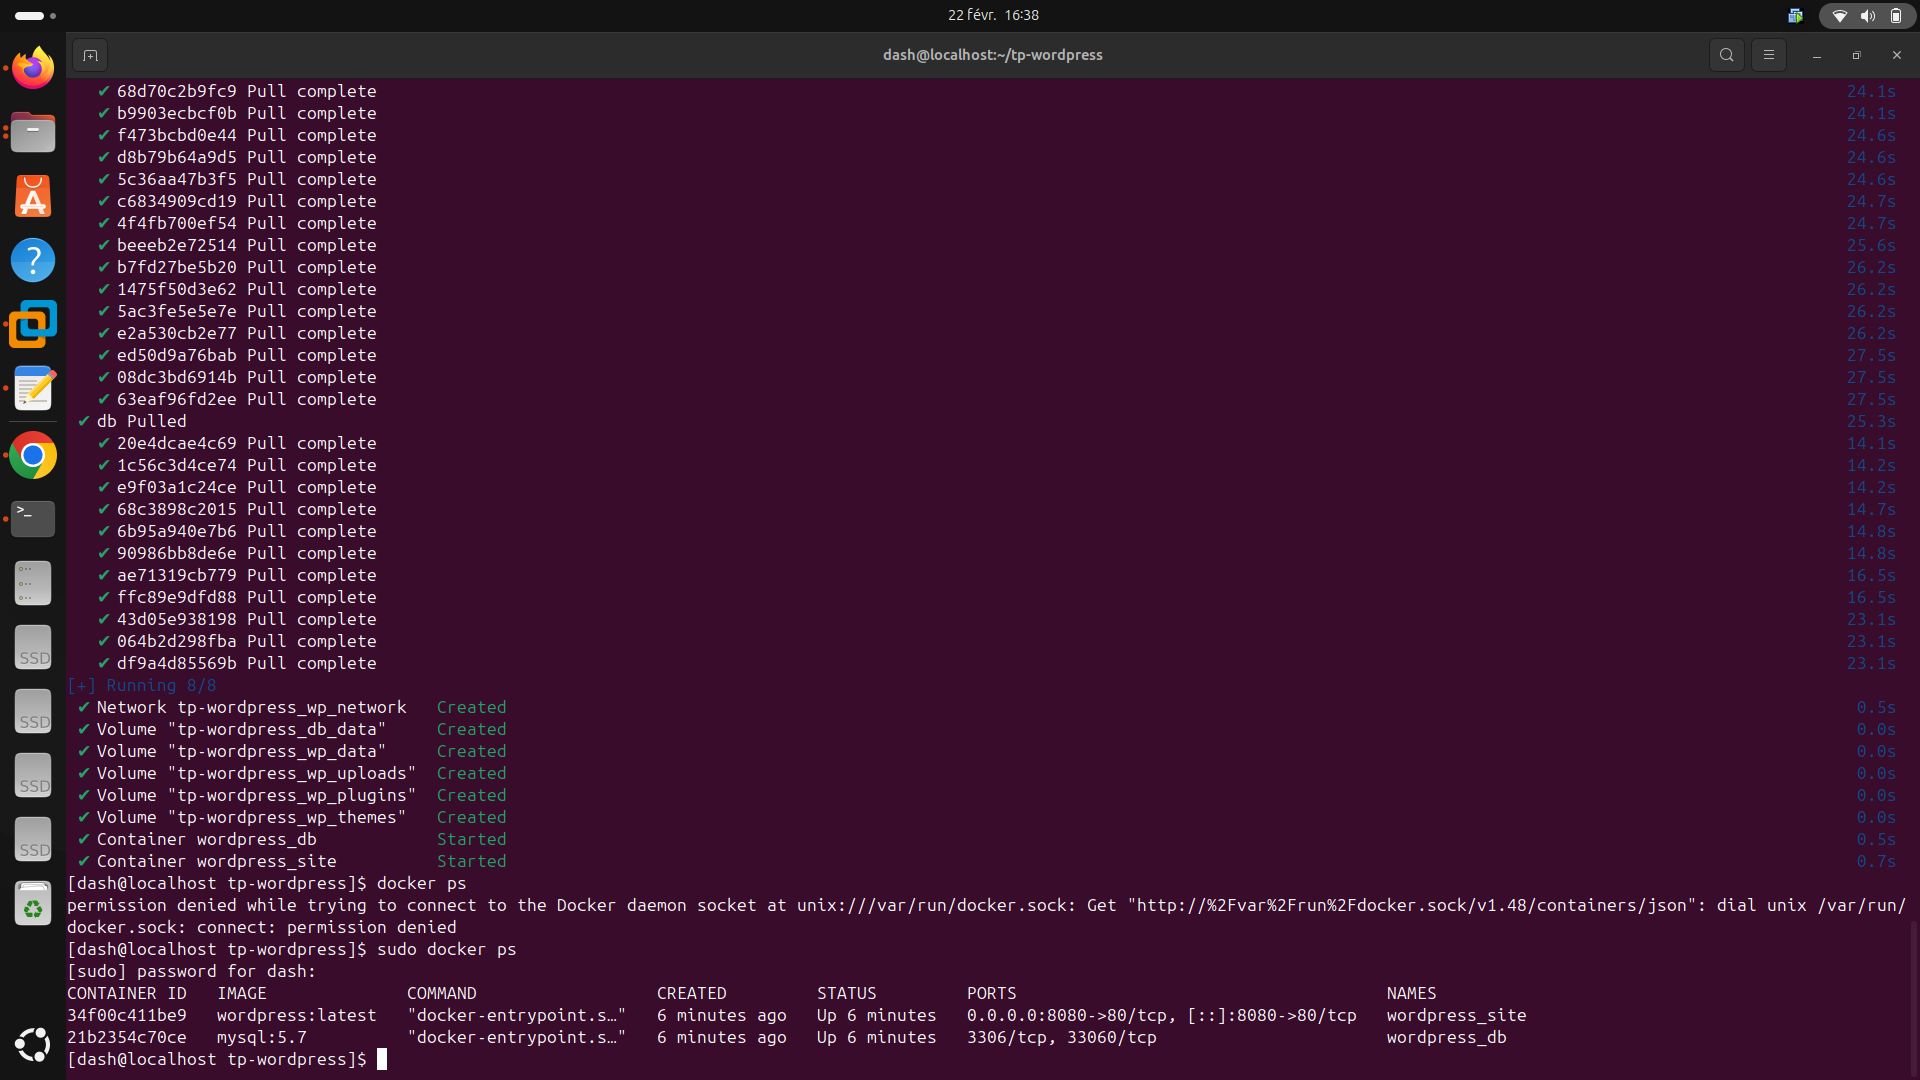 22 févr. 16:38
dash@localhost:~/tp-wordpress
✔ 68d70c2b9fc9 Pull complete 24.1s
✔ b9903ecbcf0b Pull complete 24.1s
✔ f473bcbd0e44 Pull complete 24.6s
✔ d8b79b64a9d5 Pull complete 24.6s
✔ 5c36aa47b3f5 Pull complete 24.6s
✔ c6834909cd19 Pull complete 24.7s
✔ 4f4fb700ef54 Pull complete 24.7s
✔ beeeb2e72514 Pull complete 25.6s
✔ b7fd27be5b20 Pull complete 26.2s
✔ 1475f50d3e62 Pull complete 26.2s
✔ 5ac3fe5e5e7e Pull complete 26.2s
✔ e2a530cb2e77 Pull complete 26.2s
✔ ed50d9a76bab Pull complete 27.5s
✔ 08dc3bd6914b Pull complete 27.5s
✔ 63eaf96fd2ee Pull complete 27.5s
✔ db Pulled 25.3s
✔ 20e4dcae4c69 Pull complete 14.1s
✔ 1c56c3d4ce74 Pull complete 14.2s
✔ e9f03a1c24ce Pull complete 14.2s
✔ 68c3898c2015 Pull complete 14.7s
✔ 6b95a940e7b6 Pull complete 14.8s
✔ 90986bb8de6e Pull complete 14.8s
✔ ae71319cb779 Pull complete 16.5s
✔ ffc89e9dfd88 Pull complete 16.5s
✔ 43d05e938198 Pull complete 23.1s
✔ 064b2d298fba Pull complete 23.1s
✔ df9a4d85569b Pull complete 23.1s
[+] Running 8/8
✔ Network tp-wordpress_wp_network Created 0.5s
✔ Volume "tp-wordpress_db_data" Created 0.0s
✔ Volume "tp-wordpress_wp_data" Created 0.0s
✔ Volume "tp-wordpress_wp_uploads" Created 0.0s
✔ Volume "tp-wordpress_wp_plugins" Created 0.0s
✔ Volume "tp-wordpress_wp_themes" Created 0.0s
✔ Container wordpress_db Started 0.5s
✔ Container wordpress_site Started 0.7s
[dash@localhost tp-wordpress]$ docker ps
permission denied while trying to connect to the Docker daemon socket at unix:///var/run/docker.sock: Get "http://%2Fvar%2Frun%2Fdocker.sock/v1.48/containers/json": dial unix /var/run/
docker.sock: connect: permission denied
[dash@localhost tp-wordpress]$ sudo docker ps
[sudo] password for dash:
CONTAINER ID IMAGE COMMAND CREATED STATUS PORTS NAMES
34f00c411be9 wordpress:latest "docker-entrypoint.s…" 6 minutes ago Up 6 minutes 0.0.0.0:8080->80/tcp, [::]:8080->80/tcp wordpress_site
21b2354c70ce mysql:5.7 "docker-entrypoint.s…" 6 minutes ago Up 6 minutes 3306/tcp, 33060/tcp wordpress_db
[dash@localhost tp-wordpress]$
>_
SSD
SSD
SSD
SSD